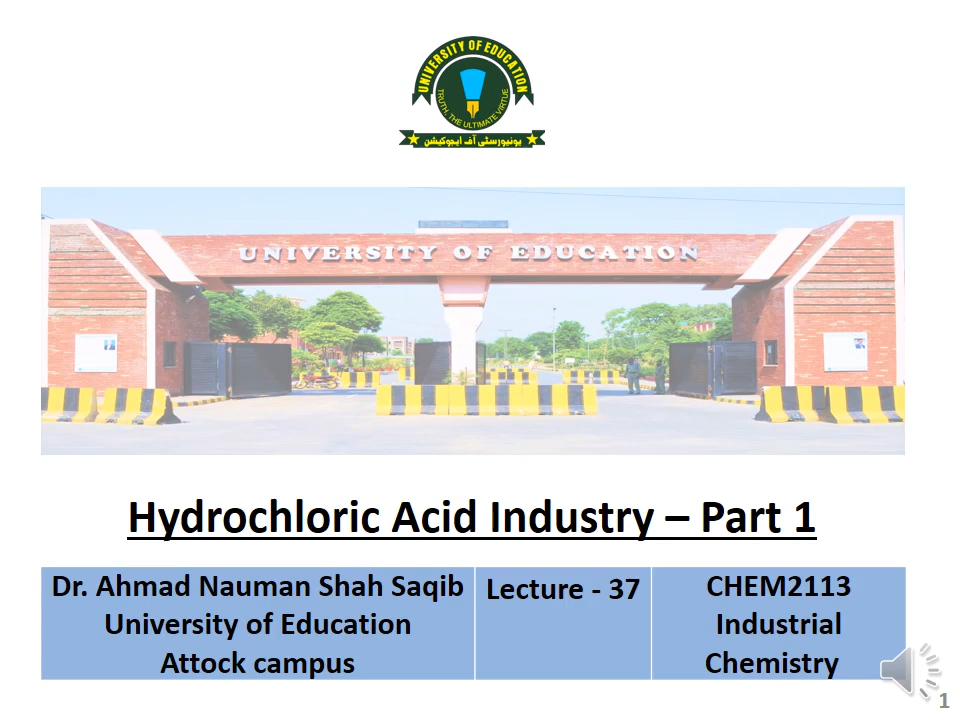 UNIVERSITY OF EDUCATION
TRUTH, THE ULTIMATE VIRTUE
یونیورسٹی آف ایجوکیشن
UNIVERSITY OF EDUCATION
Hydrochloric Acid Industry – Part 1
Dr. Ahmad Nauman Shah Saqib
University of Education
Attock campus
Lecture - 37
CHEM2113
Industrial
Chemistry
1